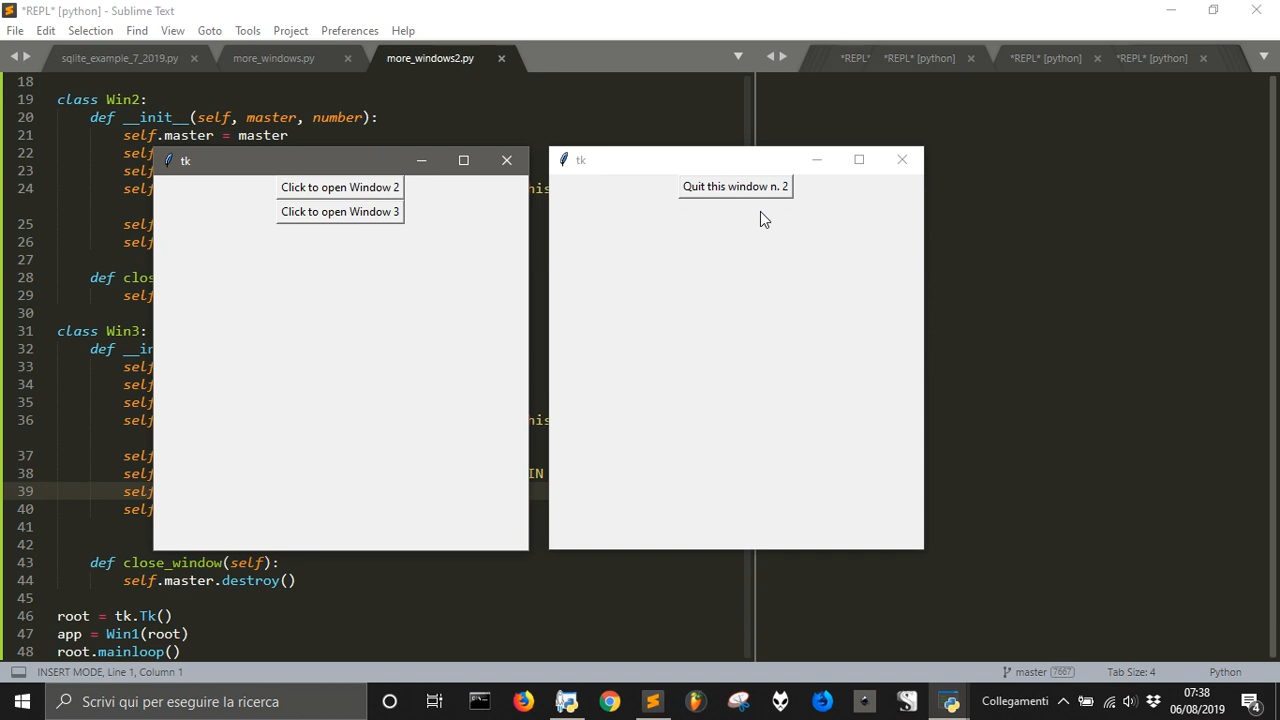 *REPL* [python] - Sublime Text
File Edit Selection Find View Goto Tools Project Preferences Help
sqlite_example_7_2019.py more_windows.py more_windows2.py *REPL* *REPL* [python] *REPL* [python] *REPL* [python]
18
19 class Win2:
20 def __init__(self, master, number):
21 self.master = master
22 self
23 self
24 self his
25 self
26 self
27
28 def clos
29 self
30
31 class Win3:
32 def __in
33 self
34 self
35 self
36 self his
37 self
38 self IN
39 self
40 self
41
42
43 def close_window(self):
44 self.master.destroy()
45
46 root = tk.Tk()
47 app = Win1(root)
48 root.mainloop()
tk
Click to open Window 2
Click to open Window 3
tk
Quit this window n. 2
INSERT MODE, Line 1, Column 1 master 7667 Tab Size: 4 Python
Scrivi qui per eseguire la ricerca Collegamenti 07:38
06/08/2019 4